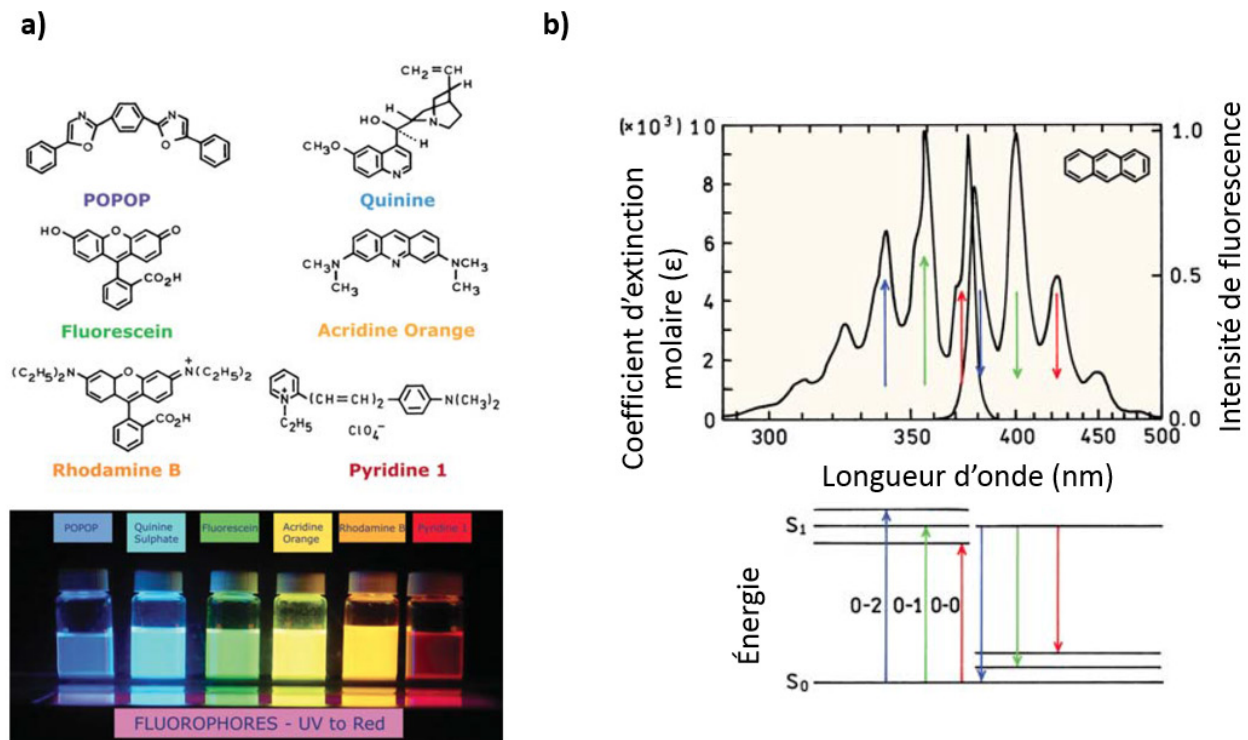 a)
POPOP
CH₂=CH
H
H
HO
H
CH₃O
N
N
Quinine
N
N
O
O
HO
O
O
CO₂H
Fluorescein
CH₃N
CH₃
N
NCH₃
CH₃
Acridine Orange
(C₂H₅)₂N
O
N(C₂H₅)₂
+
CO₂H
Rhodamine B
N
+
(CH=CH)₂
N(CH₃)₂
C₂H₅
ClO₄⁻
Pyridine 1
POPOP
Quinine
Sulphate
Fluorescein
Acridine
Orange
Rhodamine B
Pyridine 1
FLUOROPHORES - UV to Red
b)
Coefficient d'extinction
molaire (ε)
(× 10³) 10
8
6
4
2
0
1.0
0.5
0.0
Intensité de fluorescence
300 350 400 450 500
Longueur d'onde (nm)
Énergie
S₁
0-2 0-1 0-0
S₀